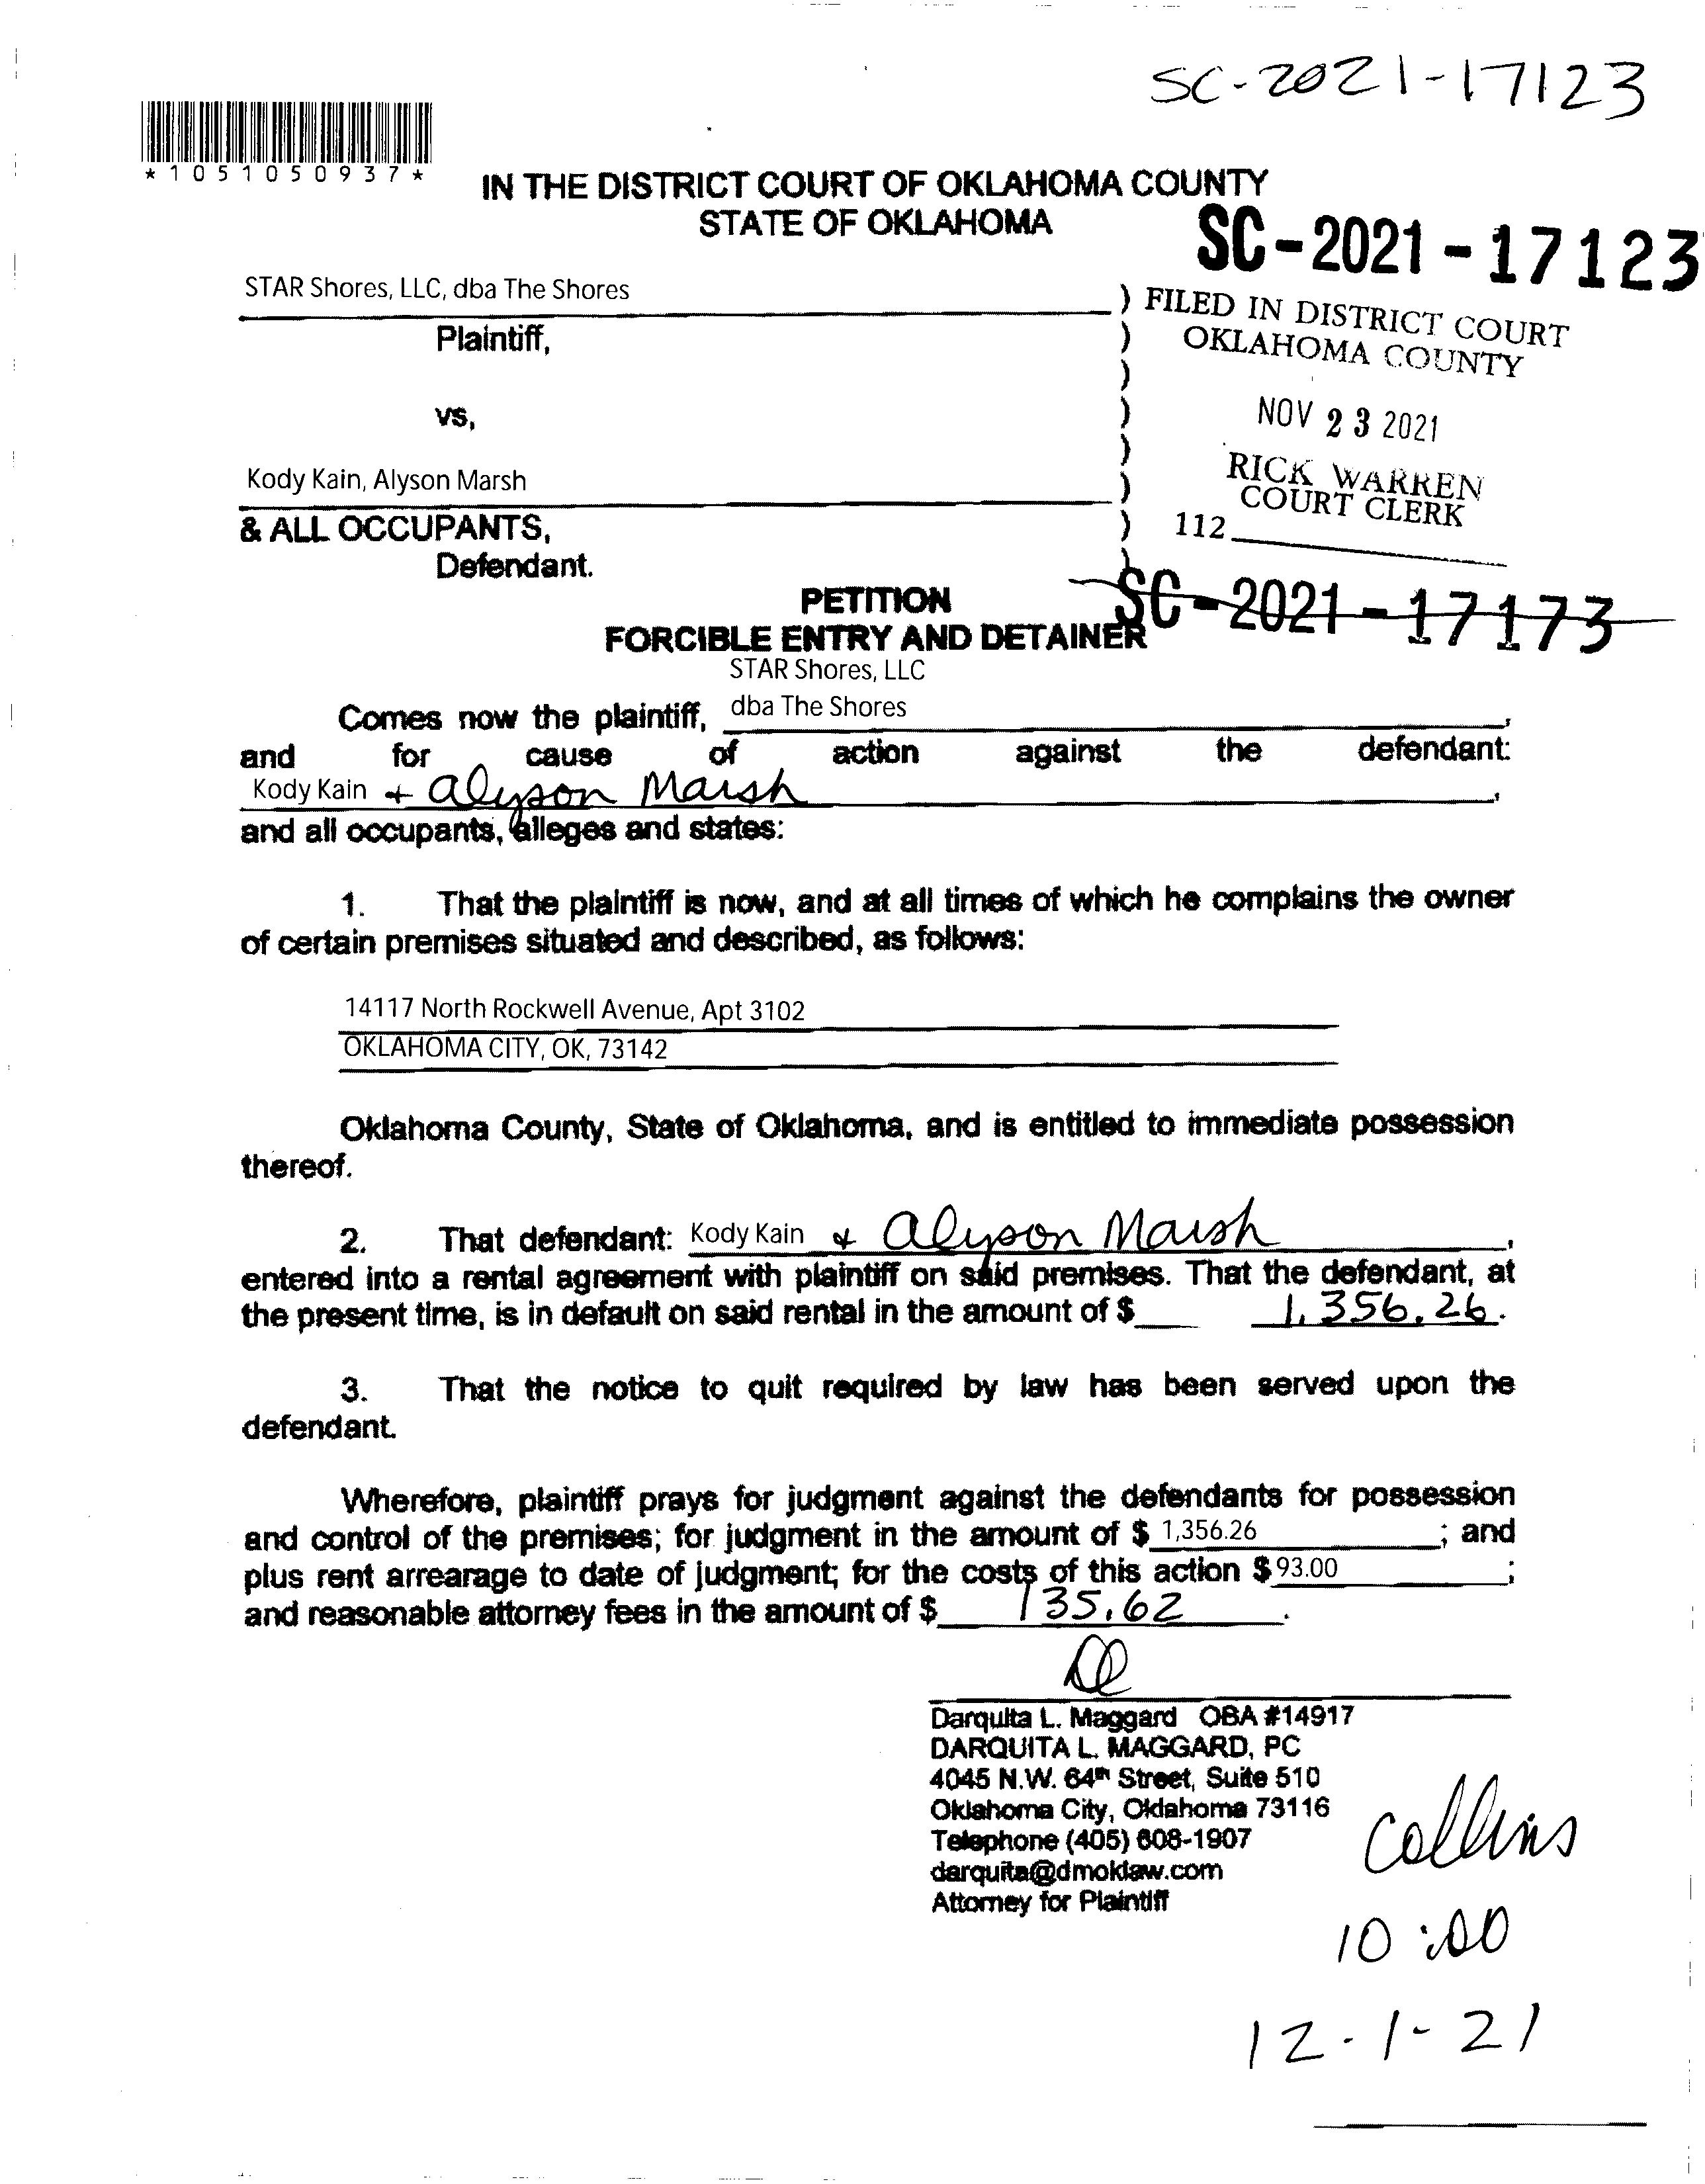 SC-2021-17123
*1051050937*
IN THE DISTRICT COURT OF OKLAHOMA COUNTY
STATE OF OKLAHOMA
SC-2021-17123
STAR Shores, LLC, dba The Shores
Plaintiff,
vs,
Kody Kain, Alyson Marsh
& ALL OCCUPANTS,
Defendant.
)
)
)
)
)
)
)
)
FILED IN DISTRICT COURT
OKLAHOMA COUNTY
NOV 23 2021
RICK WARREN
COURT CLERK
112
SC-2021-17173
PETITION
FORCIBLE ENTRY AND DETAINER
STAR Shores, LLC
Comes now the plaintiff, dba The Shores,
and for cause of action against the defendant:
Kody Kain + Alyson Marsh,
and all occupants, alleges and states:
1. That the plaintiff is now, and at all times of which he complains the owner
of certain premises situated and described, as follows:
14117 North Rockwell Avenue, Apt 3102
OKLAHOMA CITY, OK, 73142
Oklahoma County, State of Oklahoma, and is entitled to immediate possession
thereof.
2. That defendant: Kody Kain + Alyson Marsh,
entered into a rental agreement with plaintiff on said premises. That the defendant, at
the present time, is in default on said rental in the amount of $ 1,356.26.
3. That the notice to quit required by law has been served upon the
defendant.
Wherefore, plaintiff prays for judgment against the defendants for possession
and control of the premises; for judgment in the amount of $ 1,356.26; and
plus rent arrearage to date of judgment; for the costs of this action $93.00;
and reasonable attorney fees in the amount of $ 135.62.
Darquita L. Maggard OBA #14917
DARQUITA L. MAGGARD, PC
4045 N.W. 64th Street, Suite 510
Oklahoma City, Oklahoma 73116
Telephone (405) 608-1907
darquita@dmoklaw.com
Attorney for Plaintiff
Collins
10:00
12-1-21